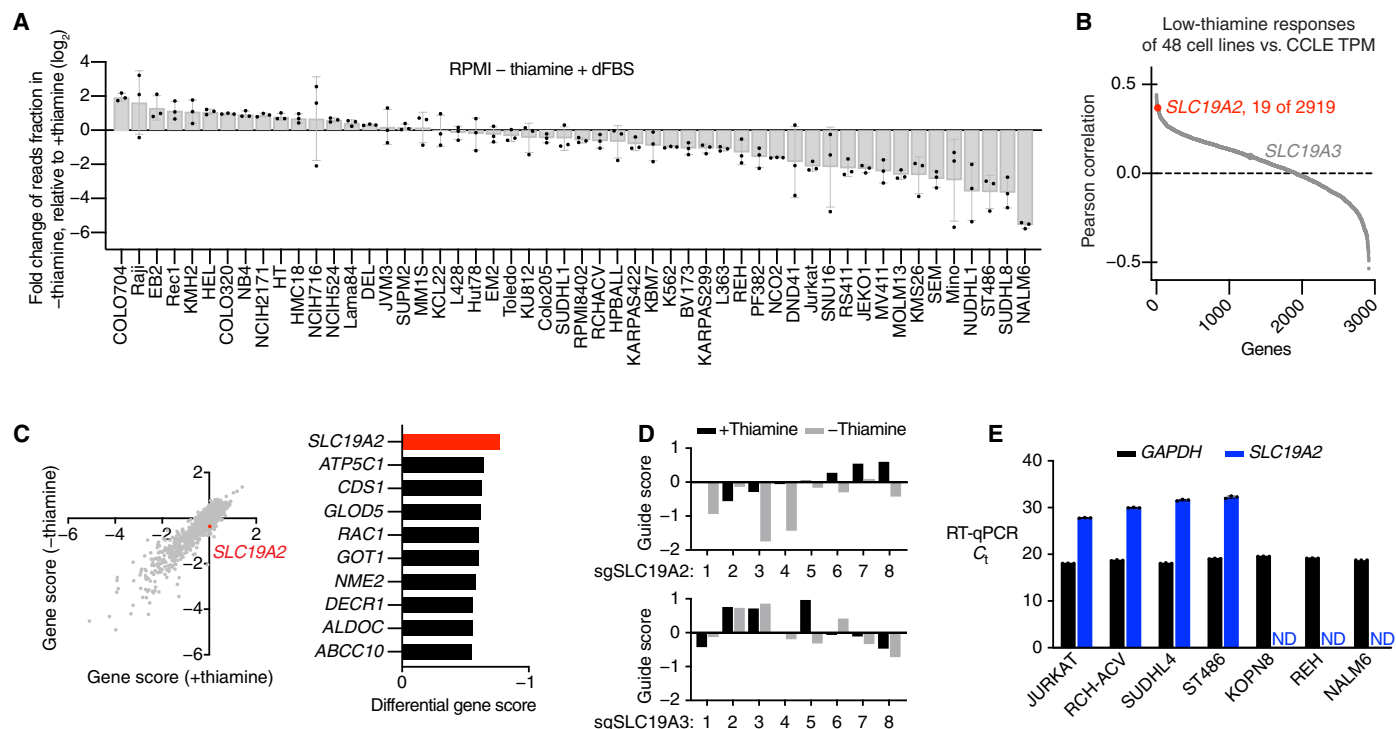 A
Fold change of reads fraction in
−thiamine, relative to +thiamine (log2)
RPMI − thiamine + dFBS
4
2
0
−2
−4
−6
COLO704
Raji
EB2
Rec1
KMH2
HEL
COLO320
NB4
NCIH2171
HT
HMC18
NCIH716
NCIH524
Lama84
DEL
JVM3
SUPM2
MM1S
KCL22
L428
Hut78
EM2
Toledo
KU812
Colo205
SUDHL1
RPMI8402
RCHACV
HPBALL
KARPAS422
KBM7
K562
BV173
KARPAS299
L363
REH
PF382
NCO2
DND41
Jurkat
SNU16
RS411
JEKO1
MV411
MOLM13
KMS26
SEM
Mino
NUDHL1
ST486
SUDHL8
NALM6
B
Low-thiamine responses
of 48 cell lines vs. CCLE TPM
Pearson correlation
0.5
0.0
−0.5
SLC19A2, 19 of 2919
SLC19A3
0
1000
2000
3000
Genes
C
Gene score (−thiamine)
2
−6 −4 −2 2
SLC19A2
−2
−4
−6
Gene score (+thiamine)
SLC19A2
ATP5C1
CDS1
GLOD5
RAC1
GOT1
NME2
DECR1
ALDOC
ABCC10
0 −1
Differential gene score
D
+Thiamine −Thiamine
Guide score
1
0
−1
−2
sgSLC19A2: 1 2 3 4 5 6 7 8
Guide score
1
0
1
2
sgSLC19A3: 1 2 3 4 5 6 7 8
E
GAPDH SLC19A2
RT-qPCR
Ct
40
30
20
10
0
ND ND ND
JURKAT
RCH-ACV
SUDHL4
ST486
KOPN8
REH
NALM6